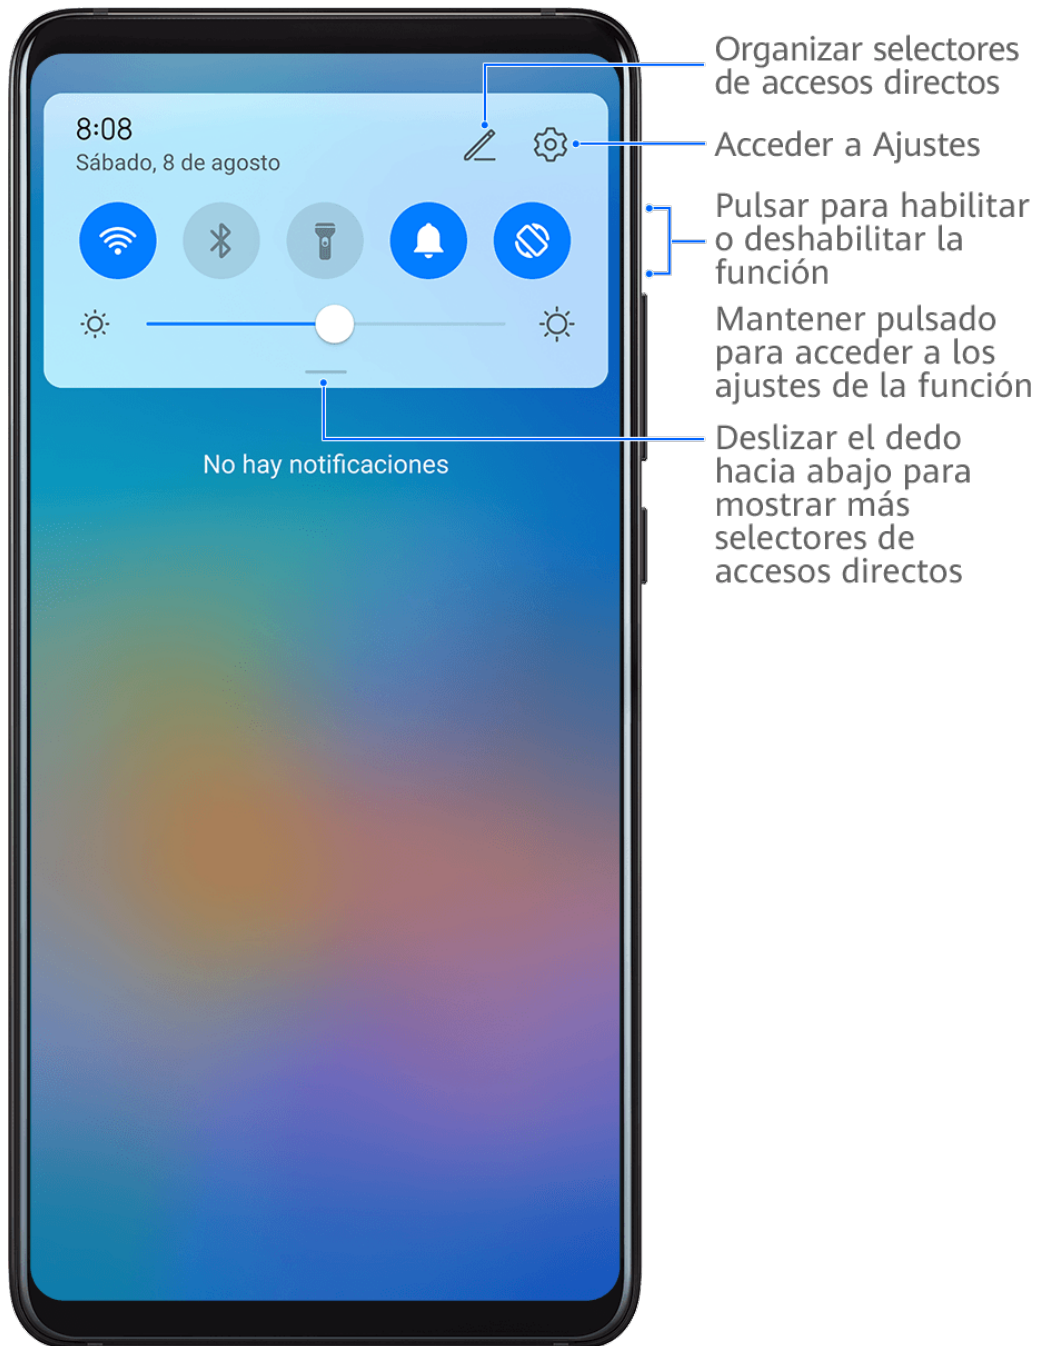 Organizar selectores
de accesos directos
8:08
Sábado, 8 de agosto
Acceder a Ajustes
Pulsar para habilitar
o deshabilitar la
función
Mantener pulsado
para acceder a los
ajustes de la función
Deslizar el dedo
hacia abajo para
mostrar más
selectores de
accesos directos
No hay notificaciones